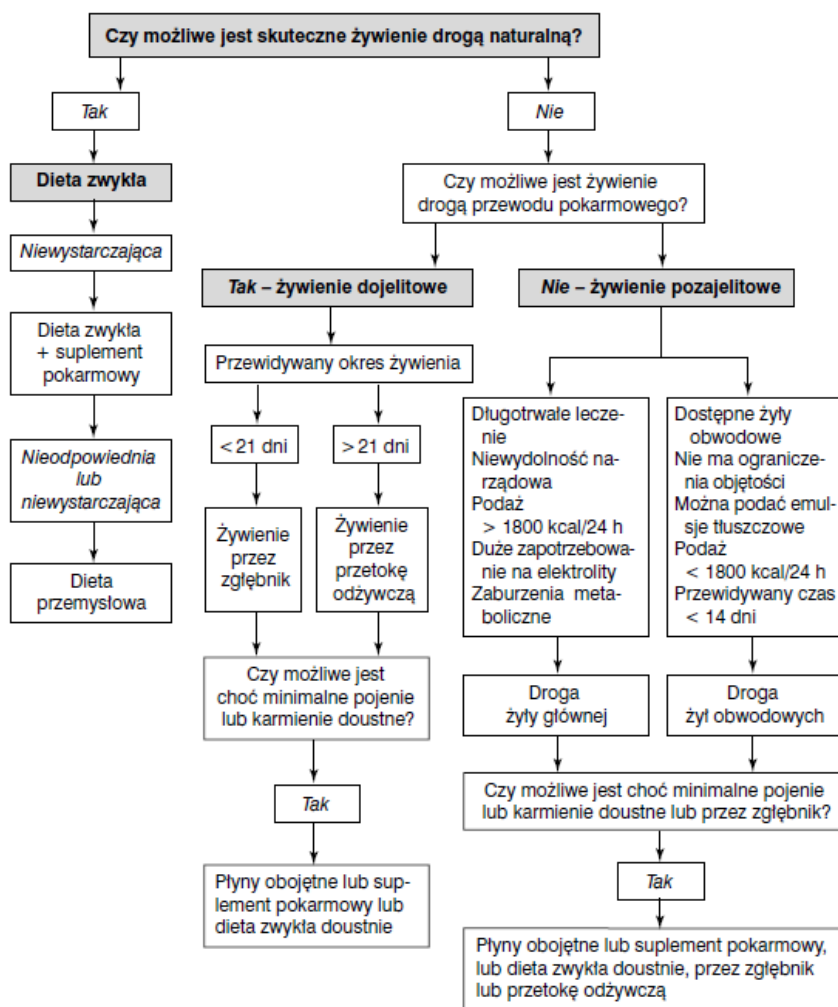 Czy możliwe jest skuteczne żywienie drogą naturalną?
Tak
Nie
Dieta zwykła
Czy możliwe jest żywienie
drogą przewodu pokarmowego?
Niewystarczająca
Tak – żywienie dojelitowe
Nie – żywienie pozajelitowe
Dieta zwykła
+ suplement
pokarmowy
Przewidywany okres żywienia
Nieodpowiednia
lub
niewystarczająca
< 21 dni
> 21 dni
Dieta
przemysłowa
Żywienie
przez
zgłębnik
Żywienie
przez
przetokę
odżywczą
Długotrwałe lecze-
nie
Niewydolność na-
rządowa
Podaż
> 1800 kcal/24 h
Duże zapotrzebowa-
nie na elektrolity
Zaburzenia meta-
boliczne
Dostępne żyły
obwodowe
Nie ma ogranicze-
nia objętości
Można podać emul-
sje tłuszczowe
Podaż
< 1800 kcal/24 h
Przewidywany czas
< 14 dni
Czy możliwe jest
choć minimalne pojenie
lub karmienie doustne?
Droga
żyły głównej
Droga
żył obwodowych
Tak
Czy możliwe jest choć minimalne pojenie
lub karmienie doustne lub przez zgłębnik?
Płyny obojętne lub sup-
plement pokarmowy lub
dieta zwykła doustnie
Tak
Płyny obojętne lub suplement pokarmowy,
lub dieta zwykła doustnie, przez zgłębnik
lub przetokę odżywczą